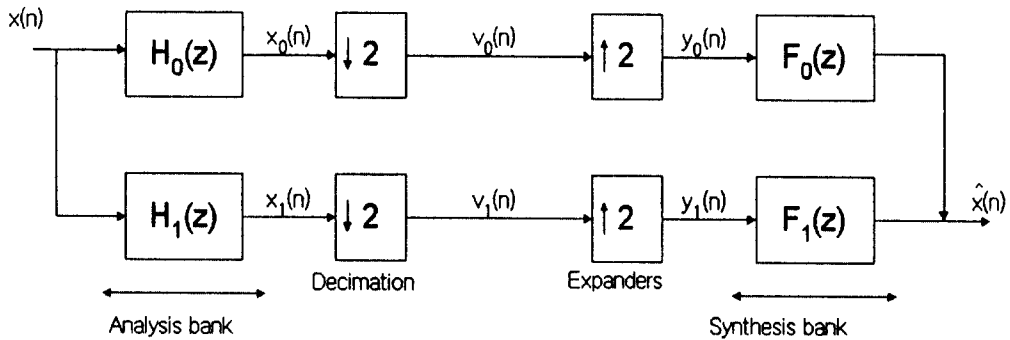 x(n)
H₀(z)
x₀(n)
↓ 2
v₀(n)
↑ 2
y₀(n)
F₀(z)
H₁(z)
x₁(n)
↓ 2
v₁(n)
↑ 2
y₁(n)
F₁(z)
x̂(n)
Decimation
Expanders
Analysis bank
Synthesis bank